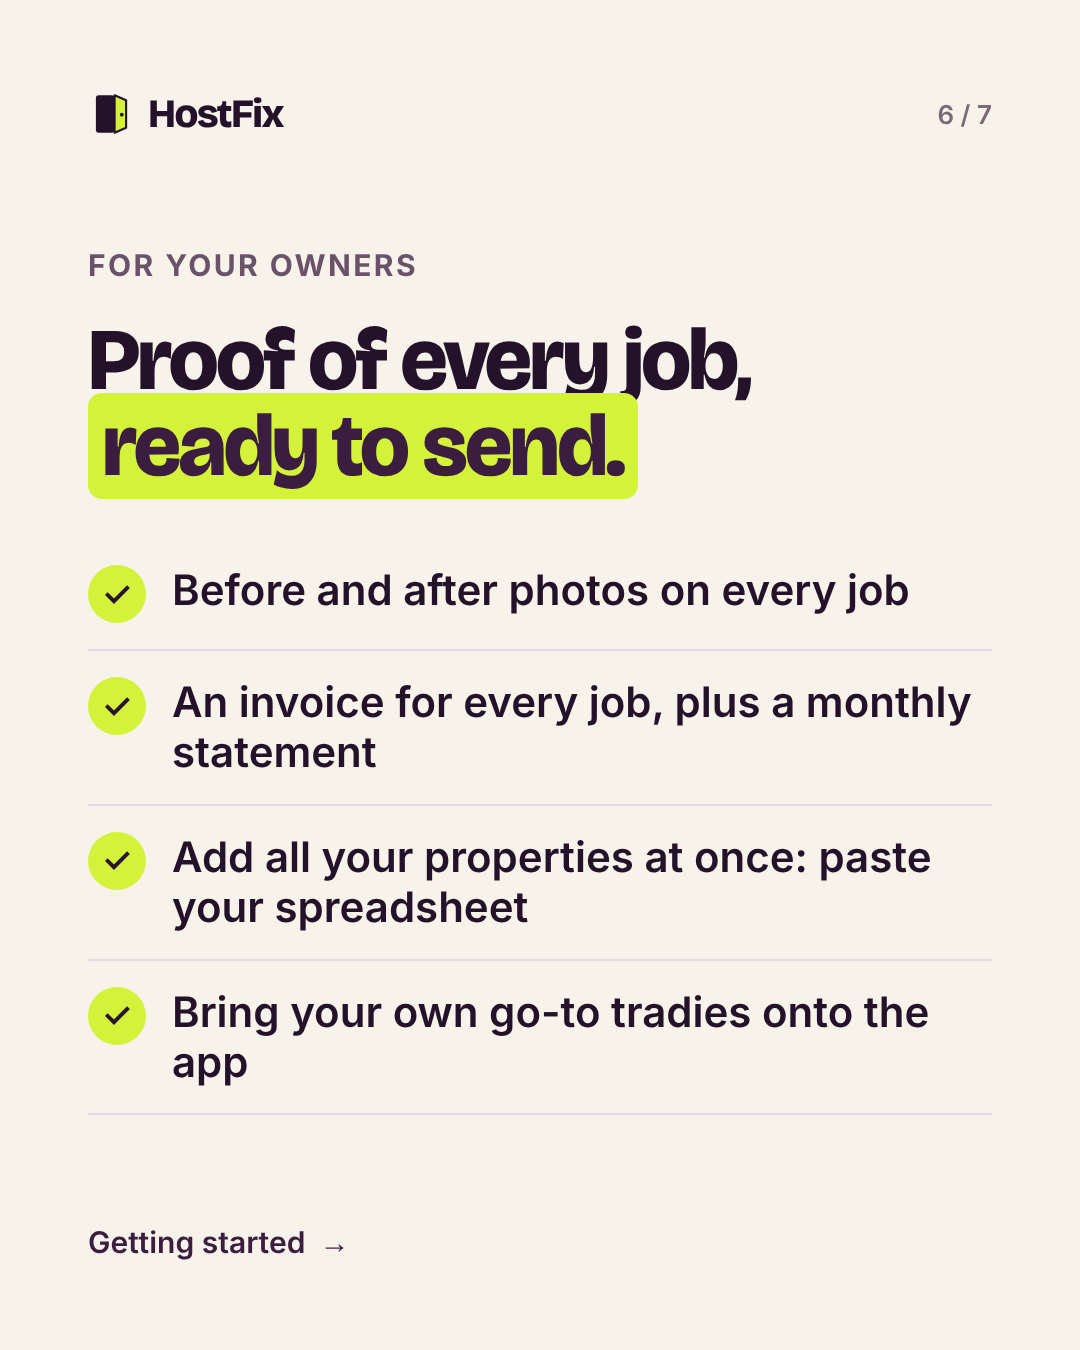 HostFix
6 / 7
FOR YOUR OWNERS
Proof of every job,
ready to send.
Before and after photos on every job
An invoice for every job, plus a monthly
statement
Add all your properties at once: paste
your spreadsheet
Bring your own go-to tradies onto the
app
Getting started →